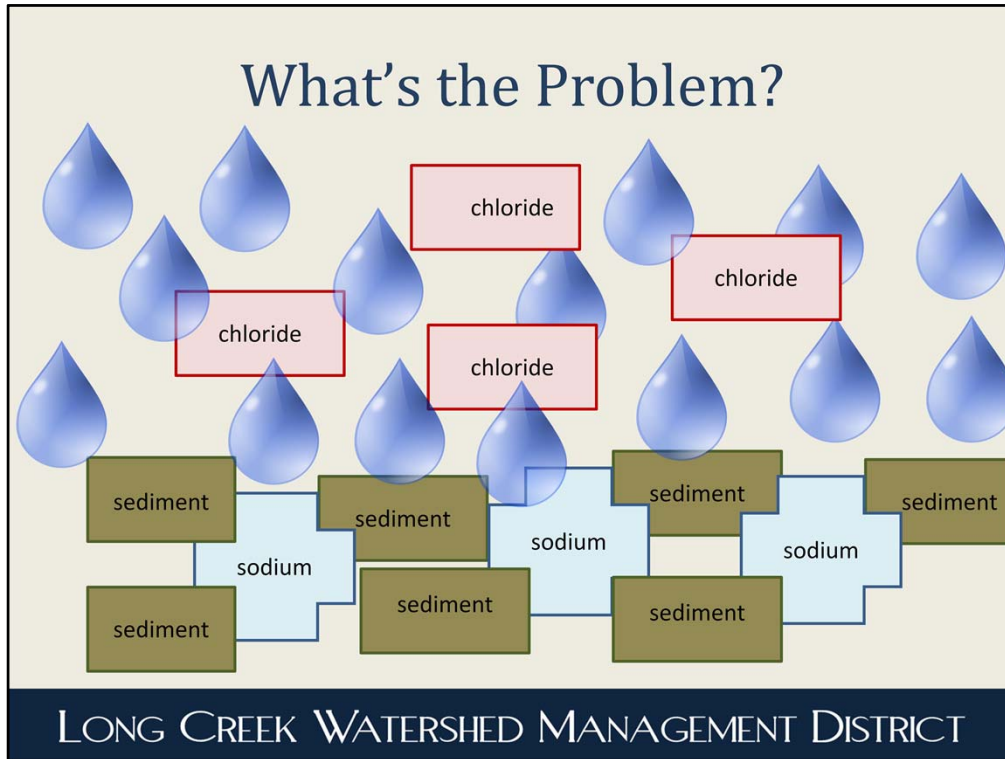 What's the Problem?
chloride
chloride
chloride
chloride
sediment
sediment
sediment
sediment
sodium
sodium
sodium
sediment
sediment
sediment
LONG CREEK WATERSHED MANAGEMENT DISTRICT